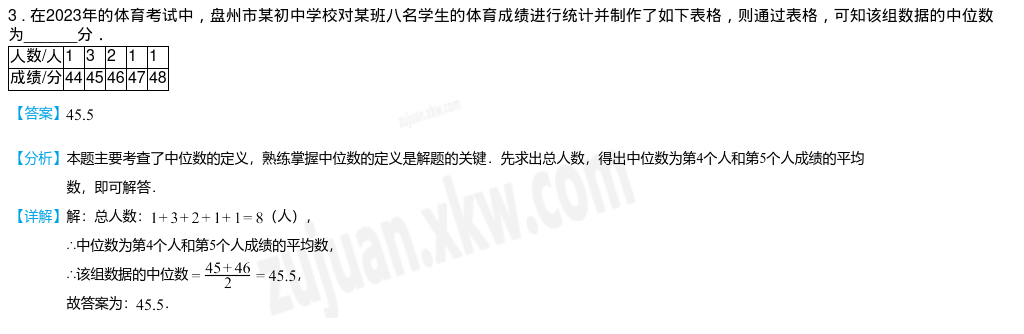 3．在2023年的体育考试中，盘州市某初中学校对某班八名学生的体育成绩进行统计并制作了如下表格，则通过表格，可知该组数据的中位数
为______分．
人数/人 1 3 2 1 1
成绩/分 44 45 46 47 48
【答案】45.5
【分析】本题主要考查了中位数的定义，熟练掌握中位数的定义是解题的关键．先求出总人数，得出中位数为第4个人和第5个人成绩的平均
数，即可解答．
【详解】解：总人数：1+3+2+1+1=8（人），
∴中位数为第4个人和第5个人成绩的平均数，
∴该组数据的中位数 = \frac{45+46}{2} = 45.5，
故答案为：45.5．
zujuan.xkw.com
zujuan.xkw.com